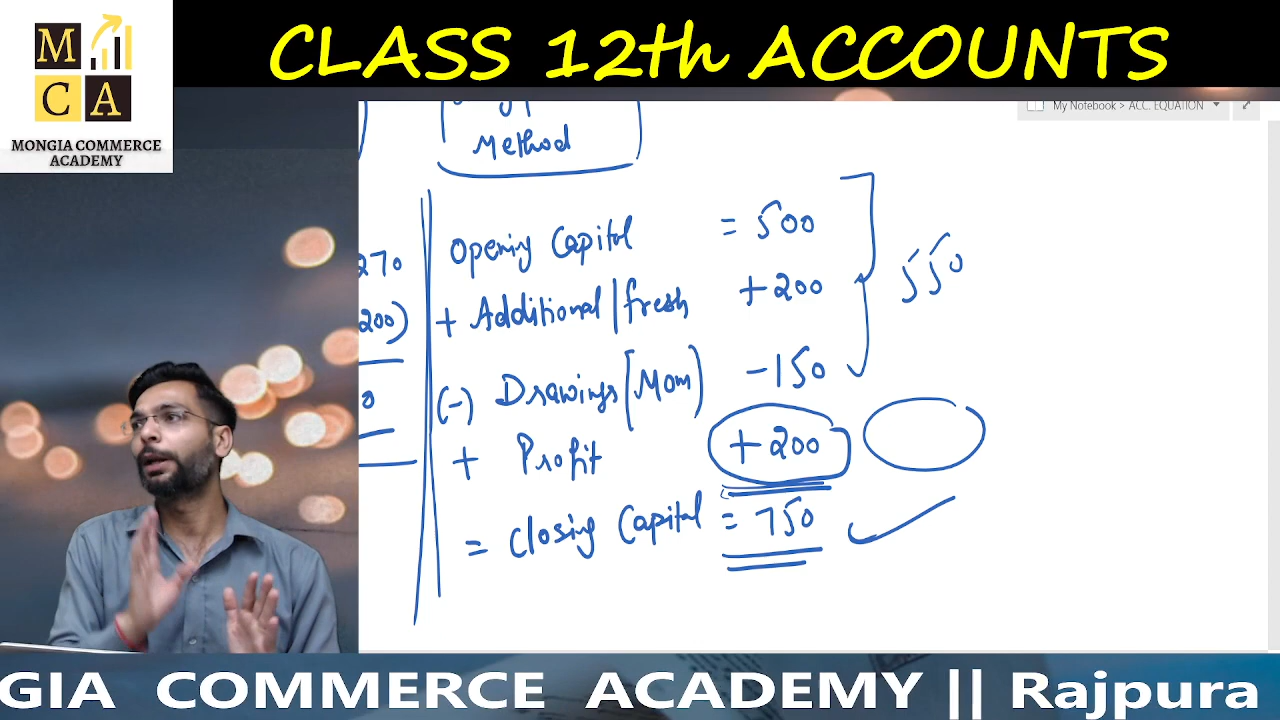 M
C A
MONGIA COMMERCE
ACADEMY
CLASS 12th ACCOUNTS
My Notebook > ACC. EQUATION
Method
270
200)
0
Opening Capital = 500
+ Additional/fresh +200
(-) Drawings (Mom) -150
+ Profit +200
= Closing Capital = 750
550
GIA COMMERCE ACADEMY || Rajpura